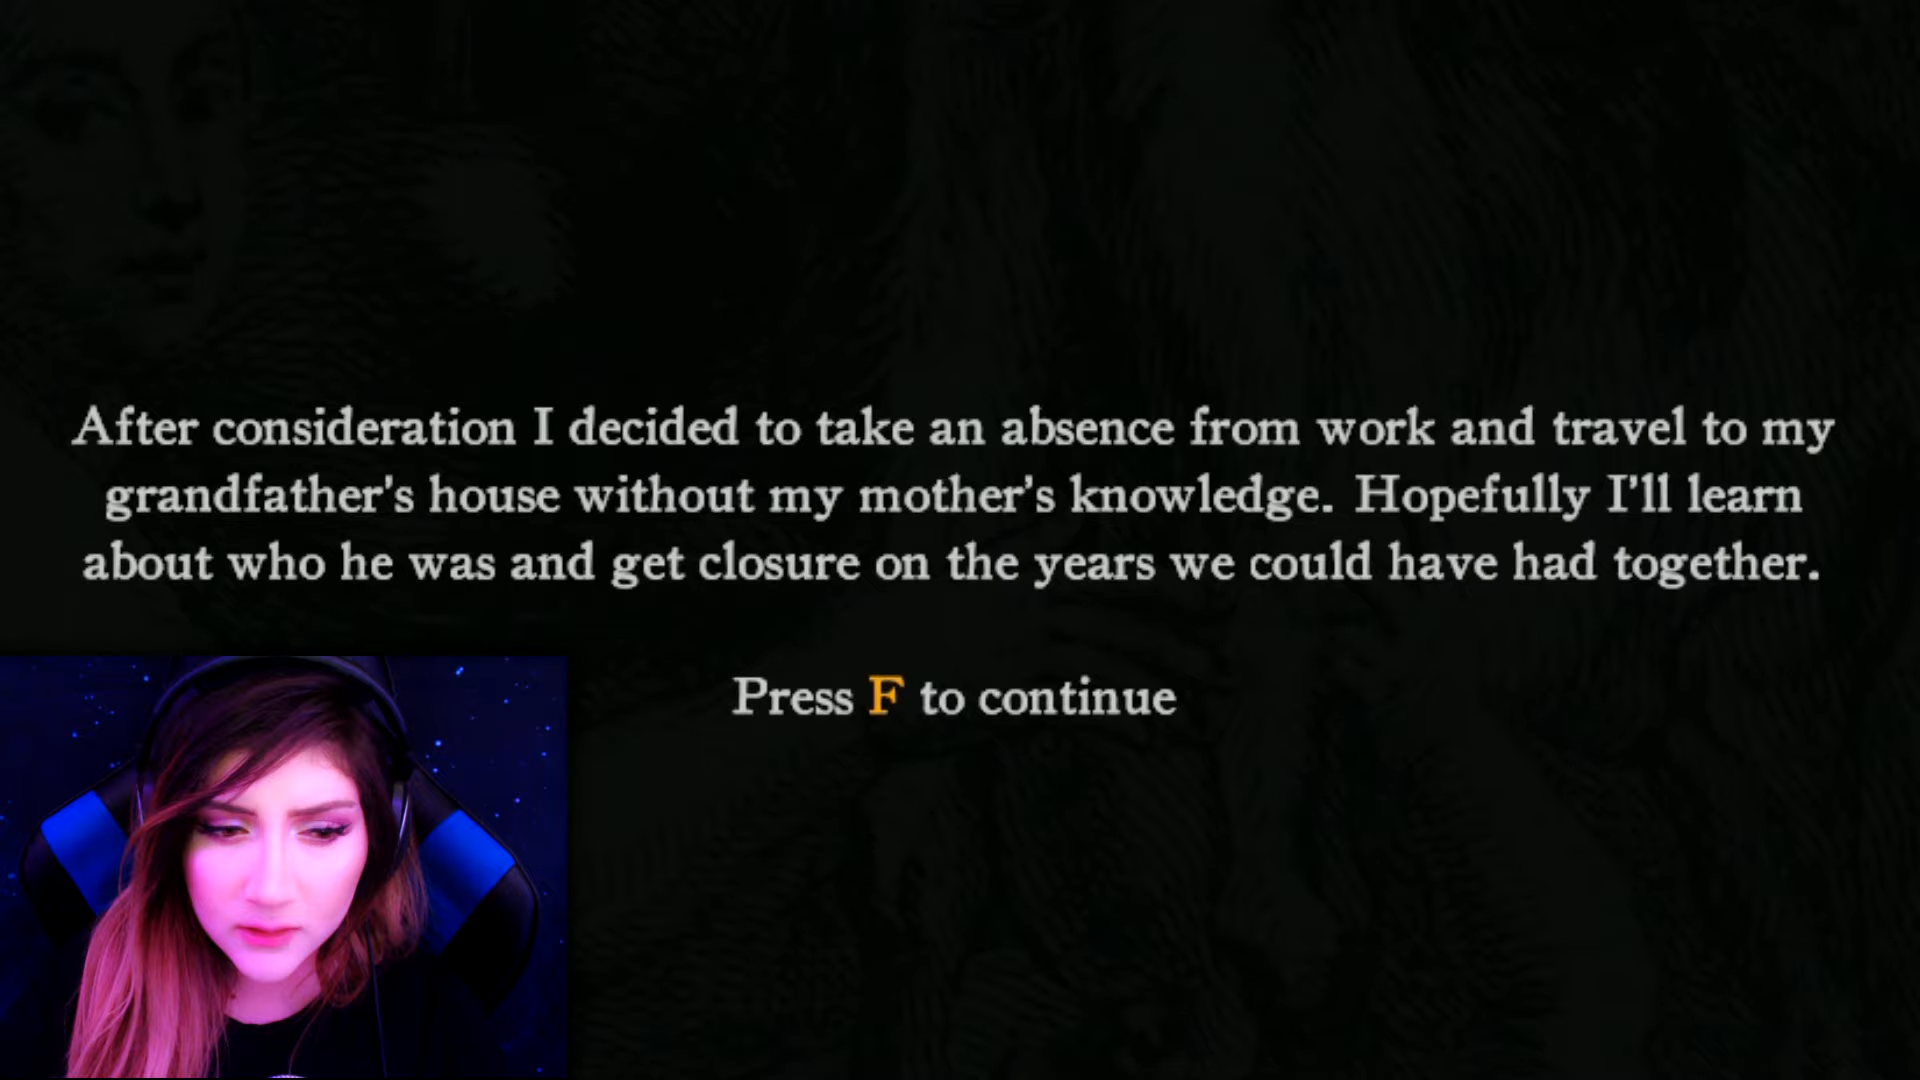 After consideration I decided to take an absence from work and travel to my
grandfather's house without my mother's knowledge. Hopefully I'll learn
about who he was and get closure on the years we could have had together.
Press F to continue